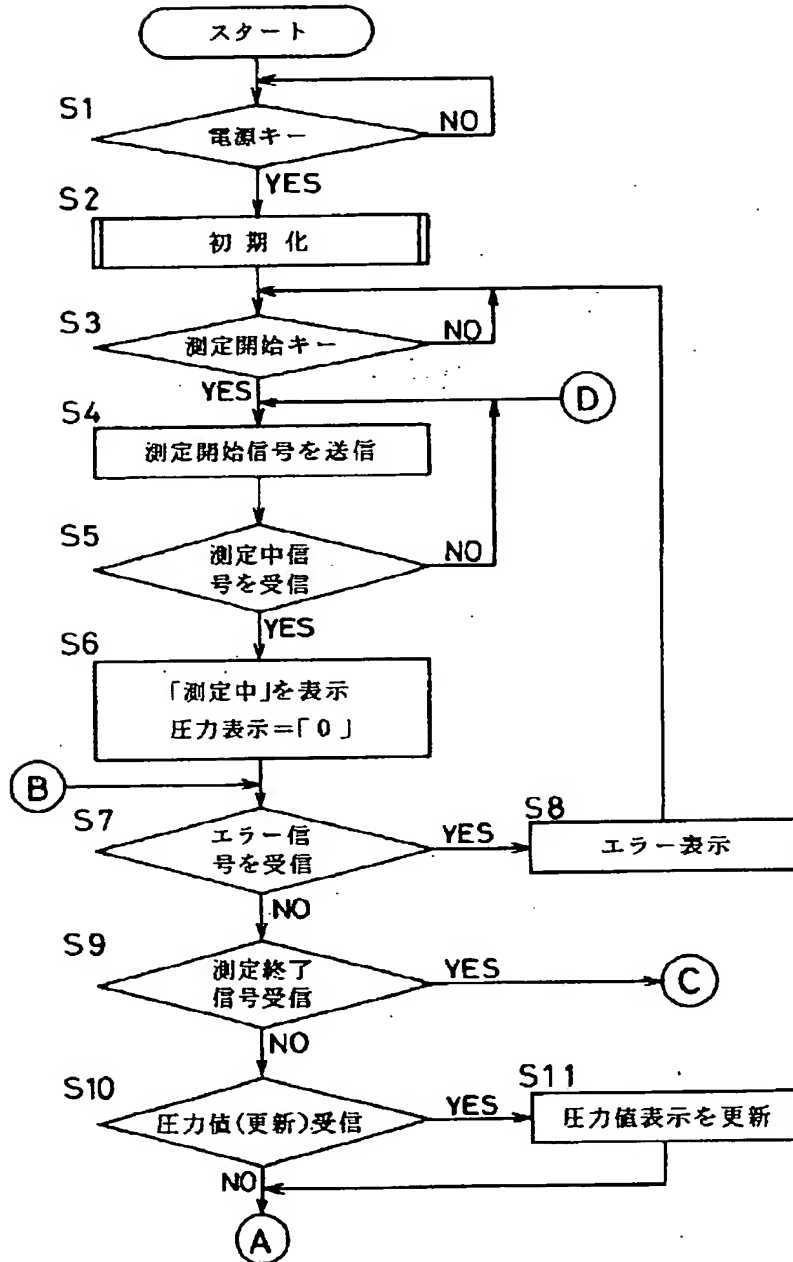 スタート
S1
電源キー
NO
YES
S2
初期化
S3
測定開始キー
NO
YES
D
S4
測定開始信号を送信
S5
測定中信
号を受信
NO
YES
S6
「測定中」を表示
圧力表示=「0」
B
S7
エラー信
号を受信
YES
S8
エラー表示
NO
S9
測定終了
信号受信
YES
C
NO
S10
圧力値(更新)受信
YES
S11
圧力値表示を更新
NO
A